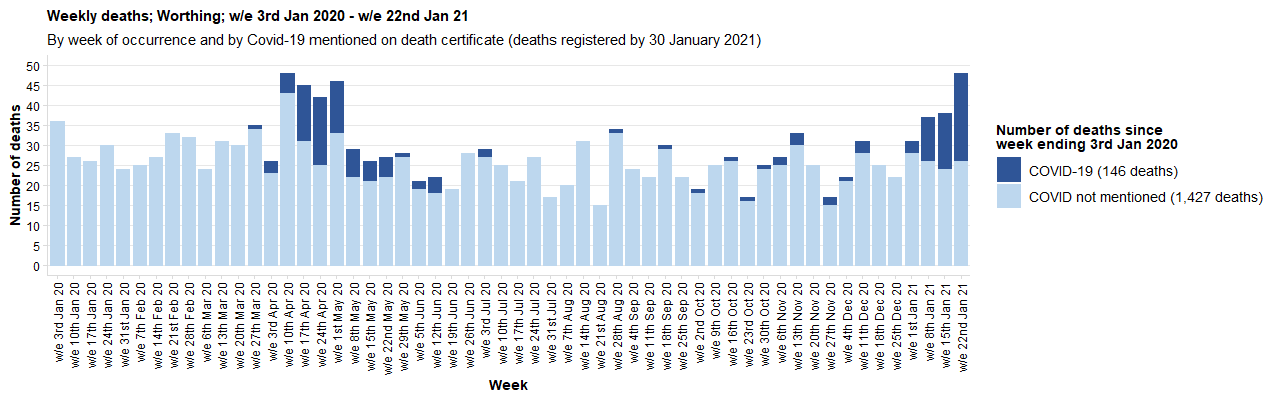 Weekly deaths; Worthing; w/e 3rd Jan 2020 - w/e 22nd Jan 21
By week of occurrence and by Covid-19 mentioned on death certificate (deaths registered by 30 January 2021)
Number of deaths
50
45
40
35
30
25
20
15
10
5
0
w/e 3rd Jan 20
w/e 10th Jan 20
w/e 17th Jan 20
w/e 24th Jan 20
w/e 31st Jan 20
w/e 7th Feb 20
w/e 14th Feb 20
w/e 21st Feb 20
w/e 28th Feb 20
w/e 6th Mar 20
w/e 13th Mar 20
w/e 20th Mar 20
w/e 27th Mar 20
w/e 3rd Apr 20
w/e 10th Apr 20
w/e 17th Apr 20
w/e 24th Apr 20
w/e 1st May 20
w/e 8th May 20
w/e 15th May 20
w/e 22nd May 20
w/e 29th May 20
w/e 5th Jun 20
w/e 12th Jun 20
w/e 19th Jun 20
w/e 26th Jun 20
w/e 3rd Jul 20
w/e 10th Jul 20
w/e 17th Jul 20
w/e 24th Jul 20
w/e 31st Jul 20
w/e 7th Aug 20
w/e 14th Aug 20
w/e 21st Aug 20
w/e 28th Aug 20
w/e 4th Sep 20
w/e 11th Sep 20
w/e 18th Sep 20
w/e 25th Sep 20
w/e 2nd Oct 20
w/e 9th Oct 20
w/e 16th Oct 20
w/e 23rd Oct 20
w/e 30th Oct 20
w/e 6th Nov 20
w/e 13th Nov 20
w/e 20th Nov 20
w/e 27th Nov 20
w/e 4th Dec 20
w/e 11th Dec 20
w/e 18th Dec 20
w/e 25th Dec 20
w/e 1st Jan 21
w/e 8th Jan 21
w/e 15th Jan 21
w/e 22nd Jan 21
Week
Number of deaths since
week ending 3rd Jan 2020
COVID-19 (146 deaths)
COVID not mentioned (1,427 deaths)